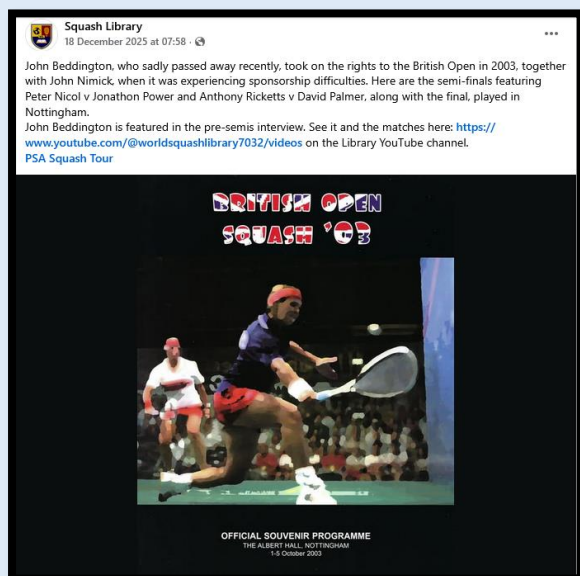 Squash Library
18 December 2025 at 07:58 ·
John Beddington, who sadly passed away recently, took on the rights to the British Open in 2003, together
with John Nimick, when it was experiencing sponsorship difficulties. Here are the semi-finals featuring
Peter Nicol v Jonathon Power and Anthony Ricketts v David Palmer, along with the final, played in
Nottingham.
John Beddington is featured in the pre-semis interview. See it and the matches here: https://
www.youtube.com/@worldsquashlibrary7032/videos on the Library YouTube channel.
PSA Squash Tour
BRITISH OPEN
SQUASH '03
OFFICIAL SOUVENIR PROGRAMME
THE ALBERT HALL, NOTTINGHAM
1-5 October 2003